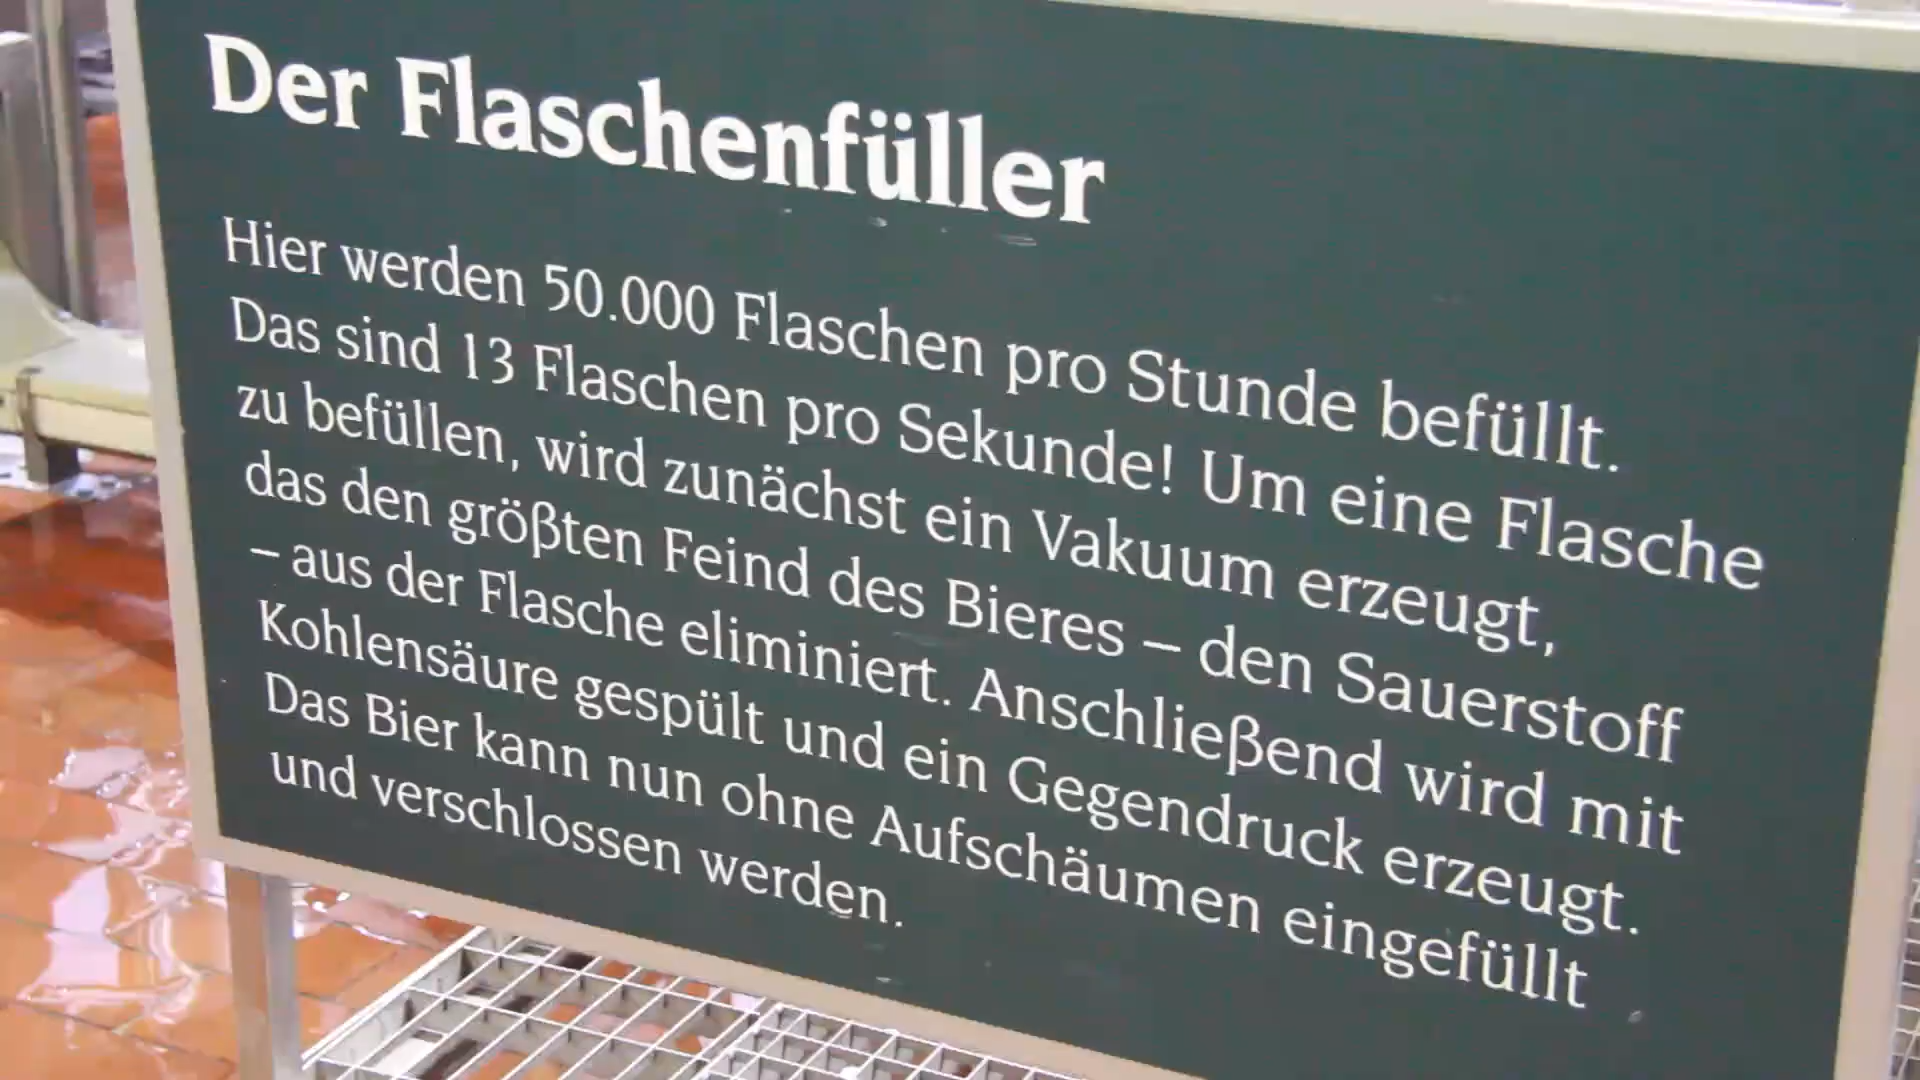 Der Flaschenfüller
Hier werden 50.000 Flaschen pro Stunde befüllt.
Das sind 13 Flaschen pro Sekunde! Um eine Flasche
zu befüllen, wird zunächst ein Vakuum erzeugt,
das den größten Feind des Bieres – den Sauerstoff
– aus der Flasche eliminiert. Anschließend wird mit
Kohlensäure gespült und ein Gegendruck erzeugt.
Das Bier kann nun ohne Aufschäumen eingefüllt
und verschlossen werden.